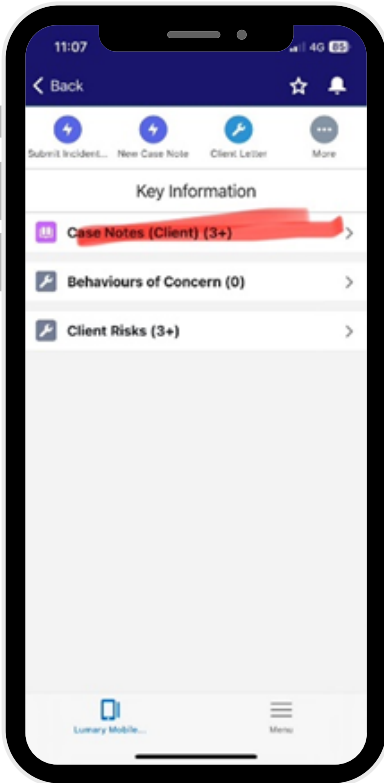 11:07
4G 85
Back
Submit Incident... New Case Note Client Letter More
Key Information
Case Notes (Client) (3+)
Behaviours of Concern (0)
Client Risks (3+)
Lumary Mobile... Menu